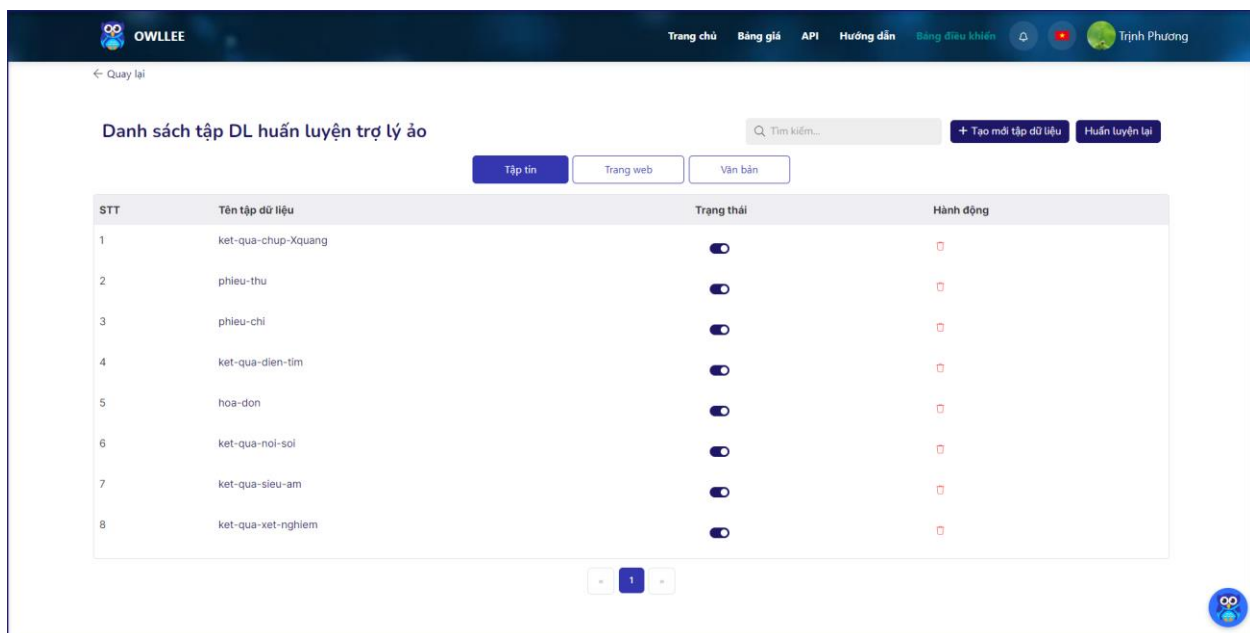 OWLLEE Trang chủ Bảng giá API Hướng dẫn Bảng điều khiển Trịnh Phương
← Quay lại
Danh sách tập DL huấn luyện trợ lý ảo Tìm kiếm... + Tạo mới tập dữ liệu Huấn luyện lại
Tập tin Trang web Văn bản
STT Tên tập dữ liệu Trạng thái Hành động
1 ket-qua-chup-Xquang
2 phieu-thu
3 phieu-chi
4 ket-qua-dien-tim
5 hoa-don
6 ket-qua-noi-soi
7 ket-qua-sieu-am
8 ket-qua-xet-nghiem
« 1 »